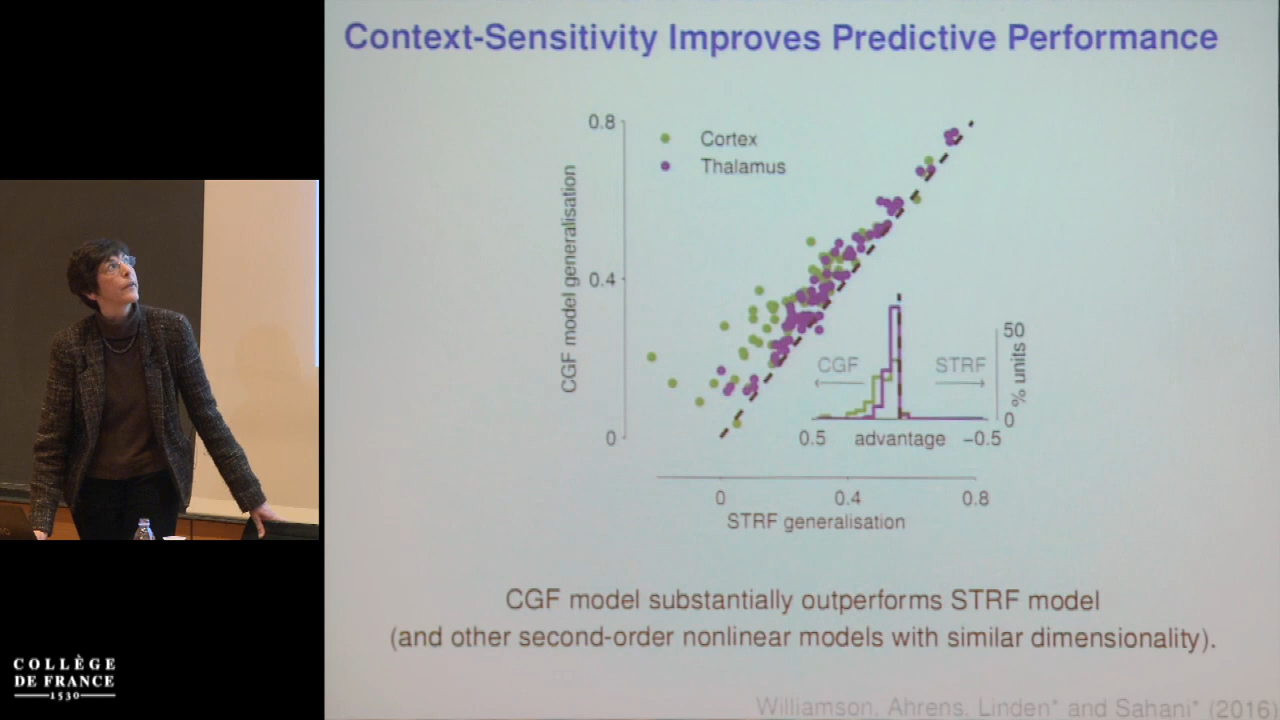 Context-Sensitivity Improves Predictive Performance
0.8
Cortex
Thalamus
CGF model generalisation
0.4
0
CGF
STRF
50
% units
0
0.5 advantage −0.5
0 0.4 0.8
STRF generalisation
CGF model substantially outperforms STRF model
(and other second-order nonlinear models with similar dimensionality).
Williamson, Ahrens, Linden* and Sahani* (2016)
COLLÈGE
DE FRANCE
1530